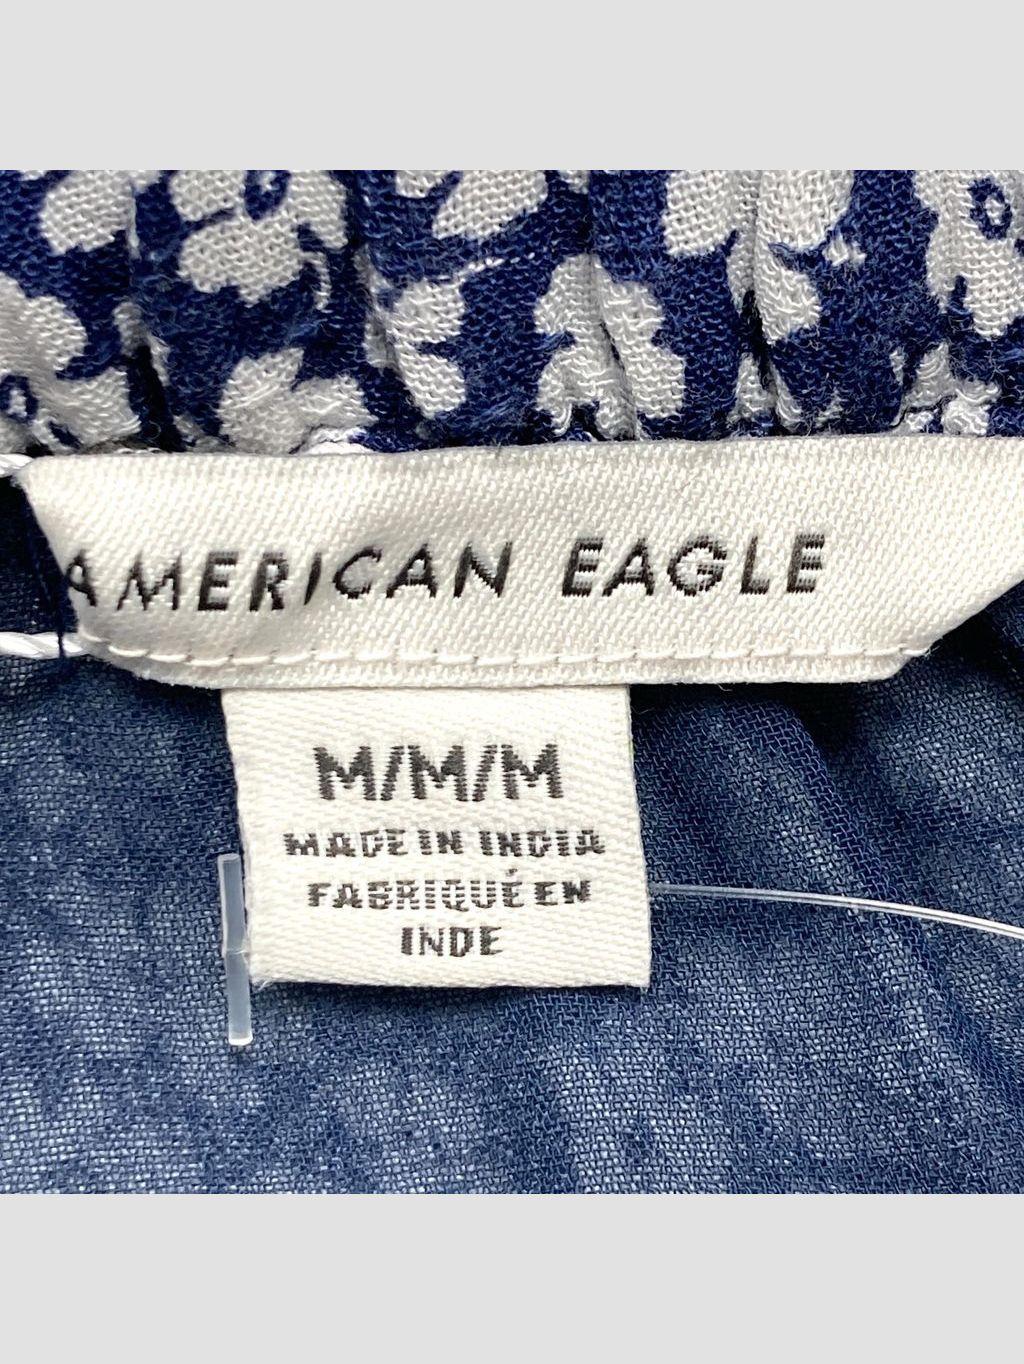 AMERICAN EAGLE
M/M/M
MADE IN INDIA
FABRIQUÉ EN
INDE